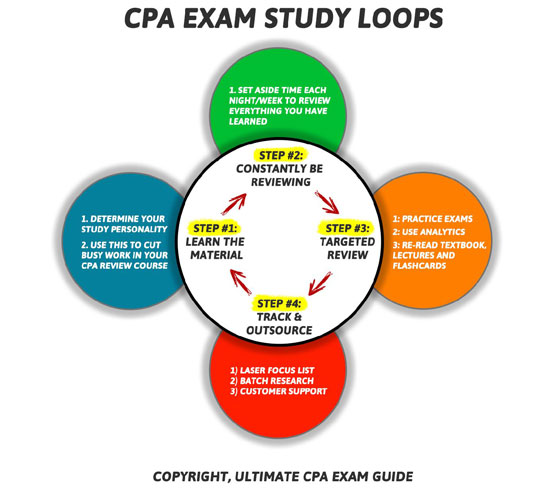 CPA EXAM STUDY LOOPS
1. SET ASIDE TIME EACH
NIGHT/WEEK TO REVIEW
EVERYTHING YOU HAVE
LEARNED
STEP #2:
CONSTANTLY BE
REVIEWING
1. DETERMINE YOUR
STUDY PERSONALITY
2. USE THIS TO CUT
BUSY WORK IN YOUR
CPA REVIEW COURSE
STEP #1:
LEARN THE
MATERIAL
STEP #3:
TARGETED
REVIEW
1: PRACTICE EXAMS
2: USE ANALYTICS
3: RE-READ TEXTBOOK,
LECTURES AND
FLASHCARDS
STEP #4:
TRACK &
OUTSOURCE
1) LASER FOCUS LIST
2) BATCH RESEARCH
3) CUSTOMER SUPPORT
COPYRIGHT, ULTIMATE CPA EXAM GUIDE